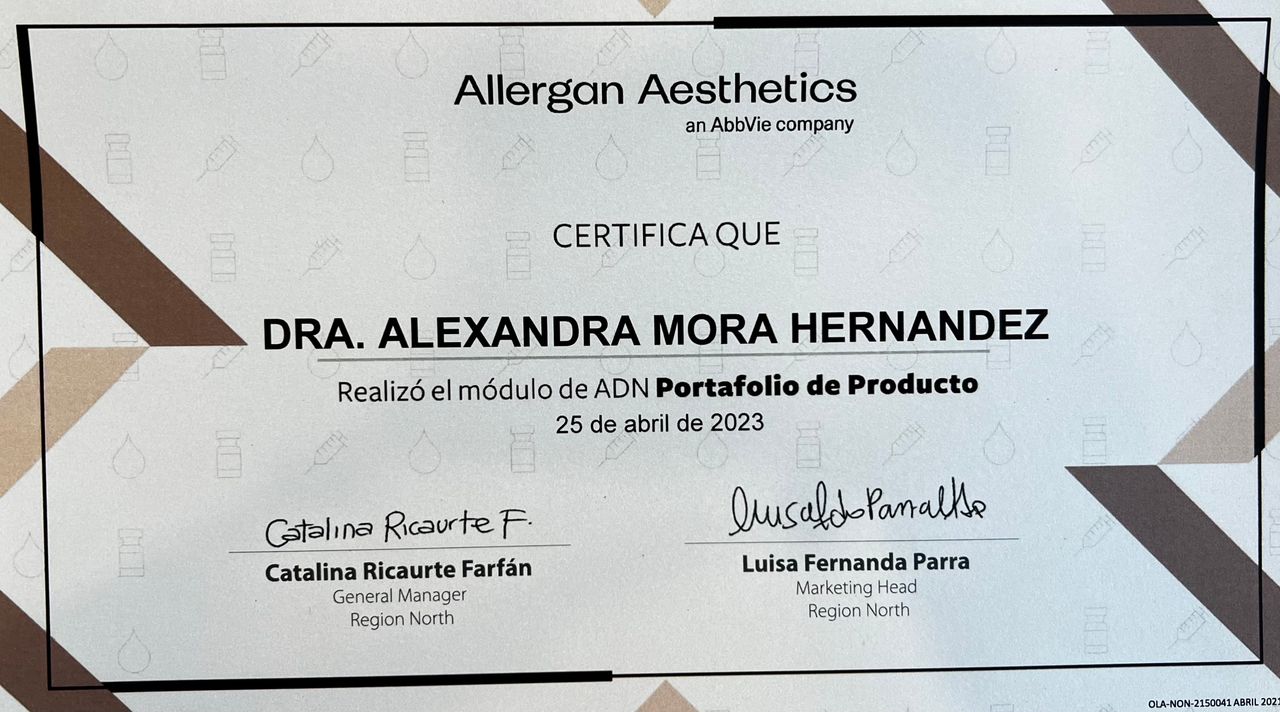 Allergan Aesthetics
an AbbVie company
CERTIFICA QUE
DRA. ALEXANDRA MORA HERNANDEZ
Realizó el módulo de ADN Portafolio de Producto
25 de abril de 2023
Catalina Ricaurte F.
Catalina Ricaurte Farfán
General Manager
Region North
Luisa Fernanda Parra
Marketing Head
Region North
OLA-NON-2150041 ABRIL 2021